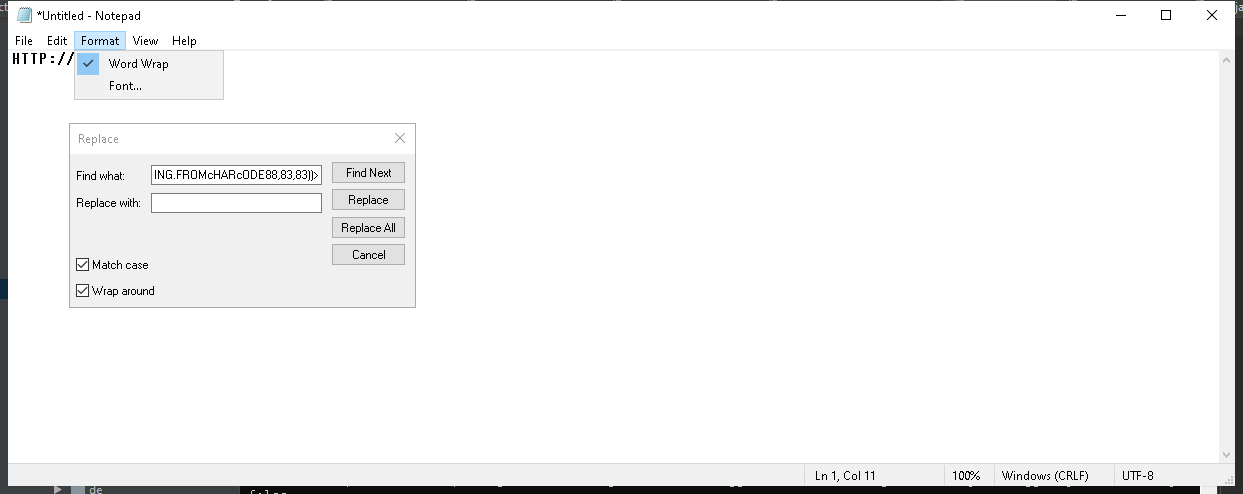 *Untitled - Notepad
File Edit Format View Help
HTTP://
Word Wrap
Font...
Replace
Find what: ING.FROMcHARcODE88,83,83))> Find Next
Replace with: Replace
Replace All
Cancel
Match case
Wrap around
Ln 1, Col 11 100% Windows (CRLF) UTF-8
de